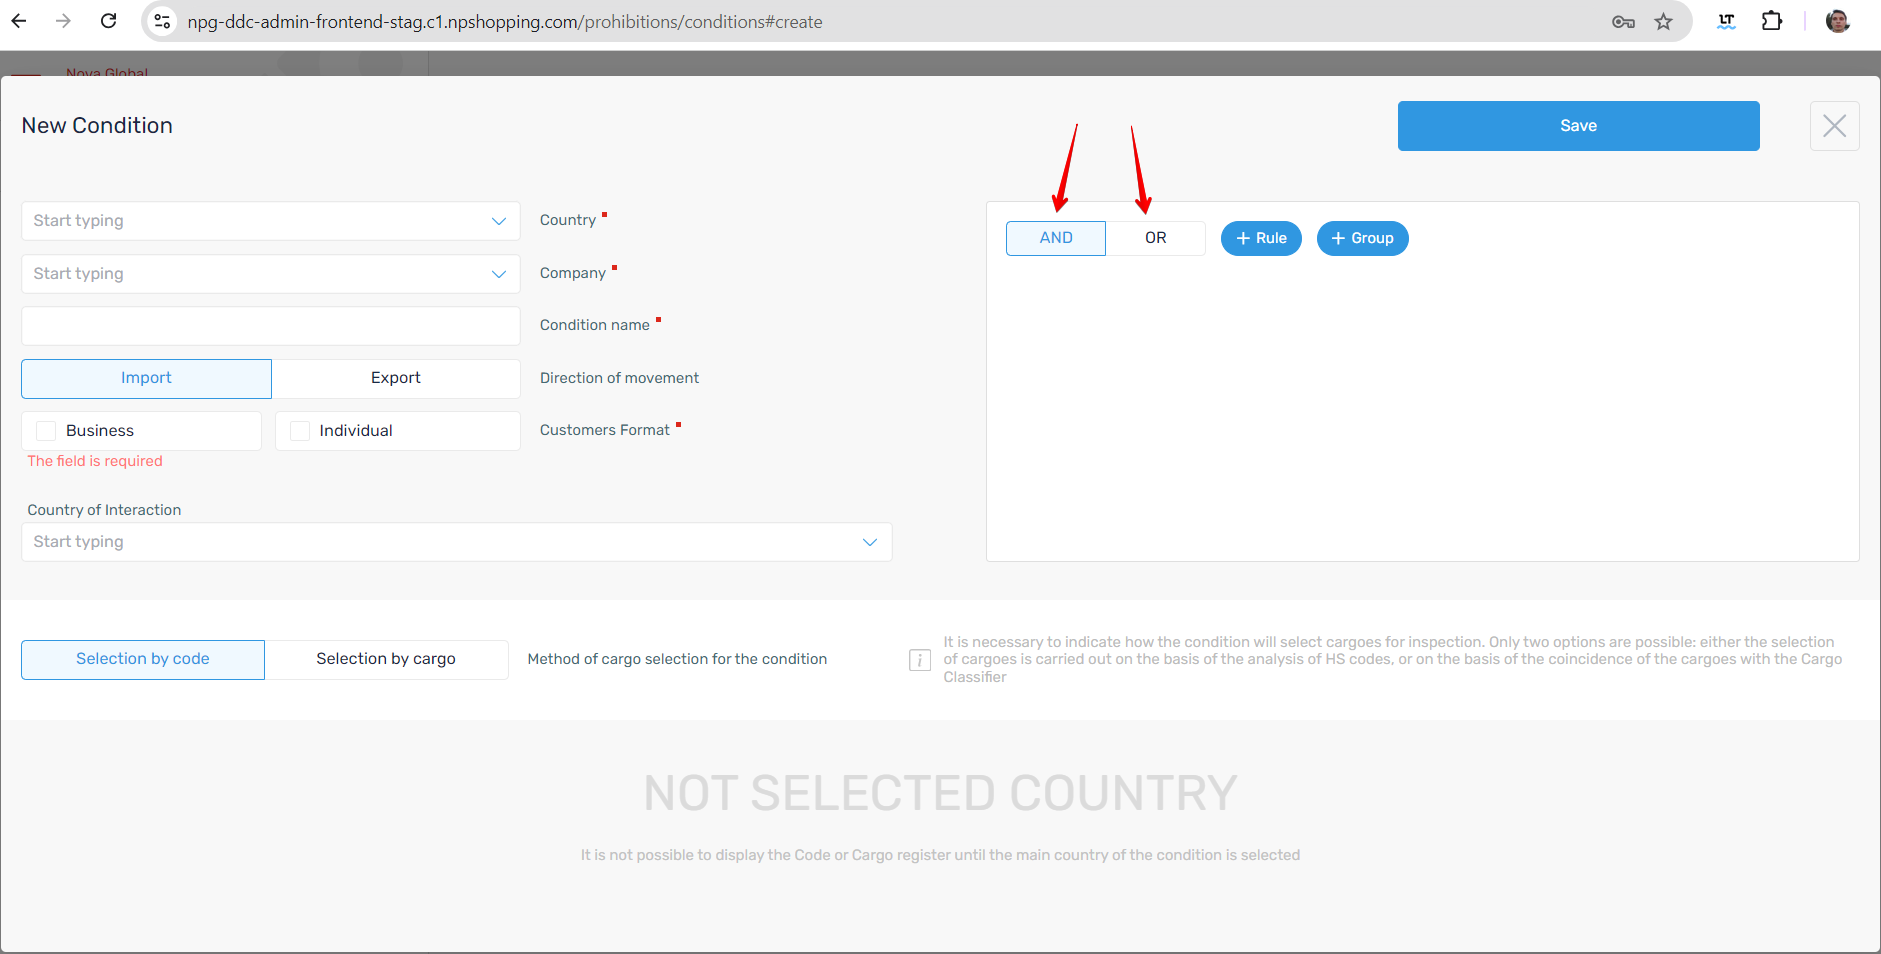 npg-ddc-admin-frontend-stag.c1.npshopping.com/prohibitions/conditions#create
LT
Nova Global
New Condition
Save
Start typing
Country
AND
OR
+ Rule
+ Group
Start typing
Company
Condition name
Import
Export
Direction of movement
Business
Individual
Customers Format
The field is required
Country of Interaction
Start typing
Selection by code
Selection by cargo
Method of cargo selection for the condition
i
It is necessary to indicate how the condition will select cargoes for inspection. Only two options are possible: either the selection
of cargoes is carried out on the basis of the analysis of HS codes, or on the basis of the coincidence of the cargoes with the Cargo
Classifier
NOT SELECTED COUNTRY
It is not possible to display the Code or Cargo register until the main country of the condition is selected